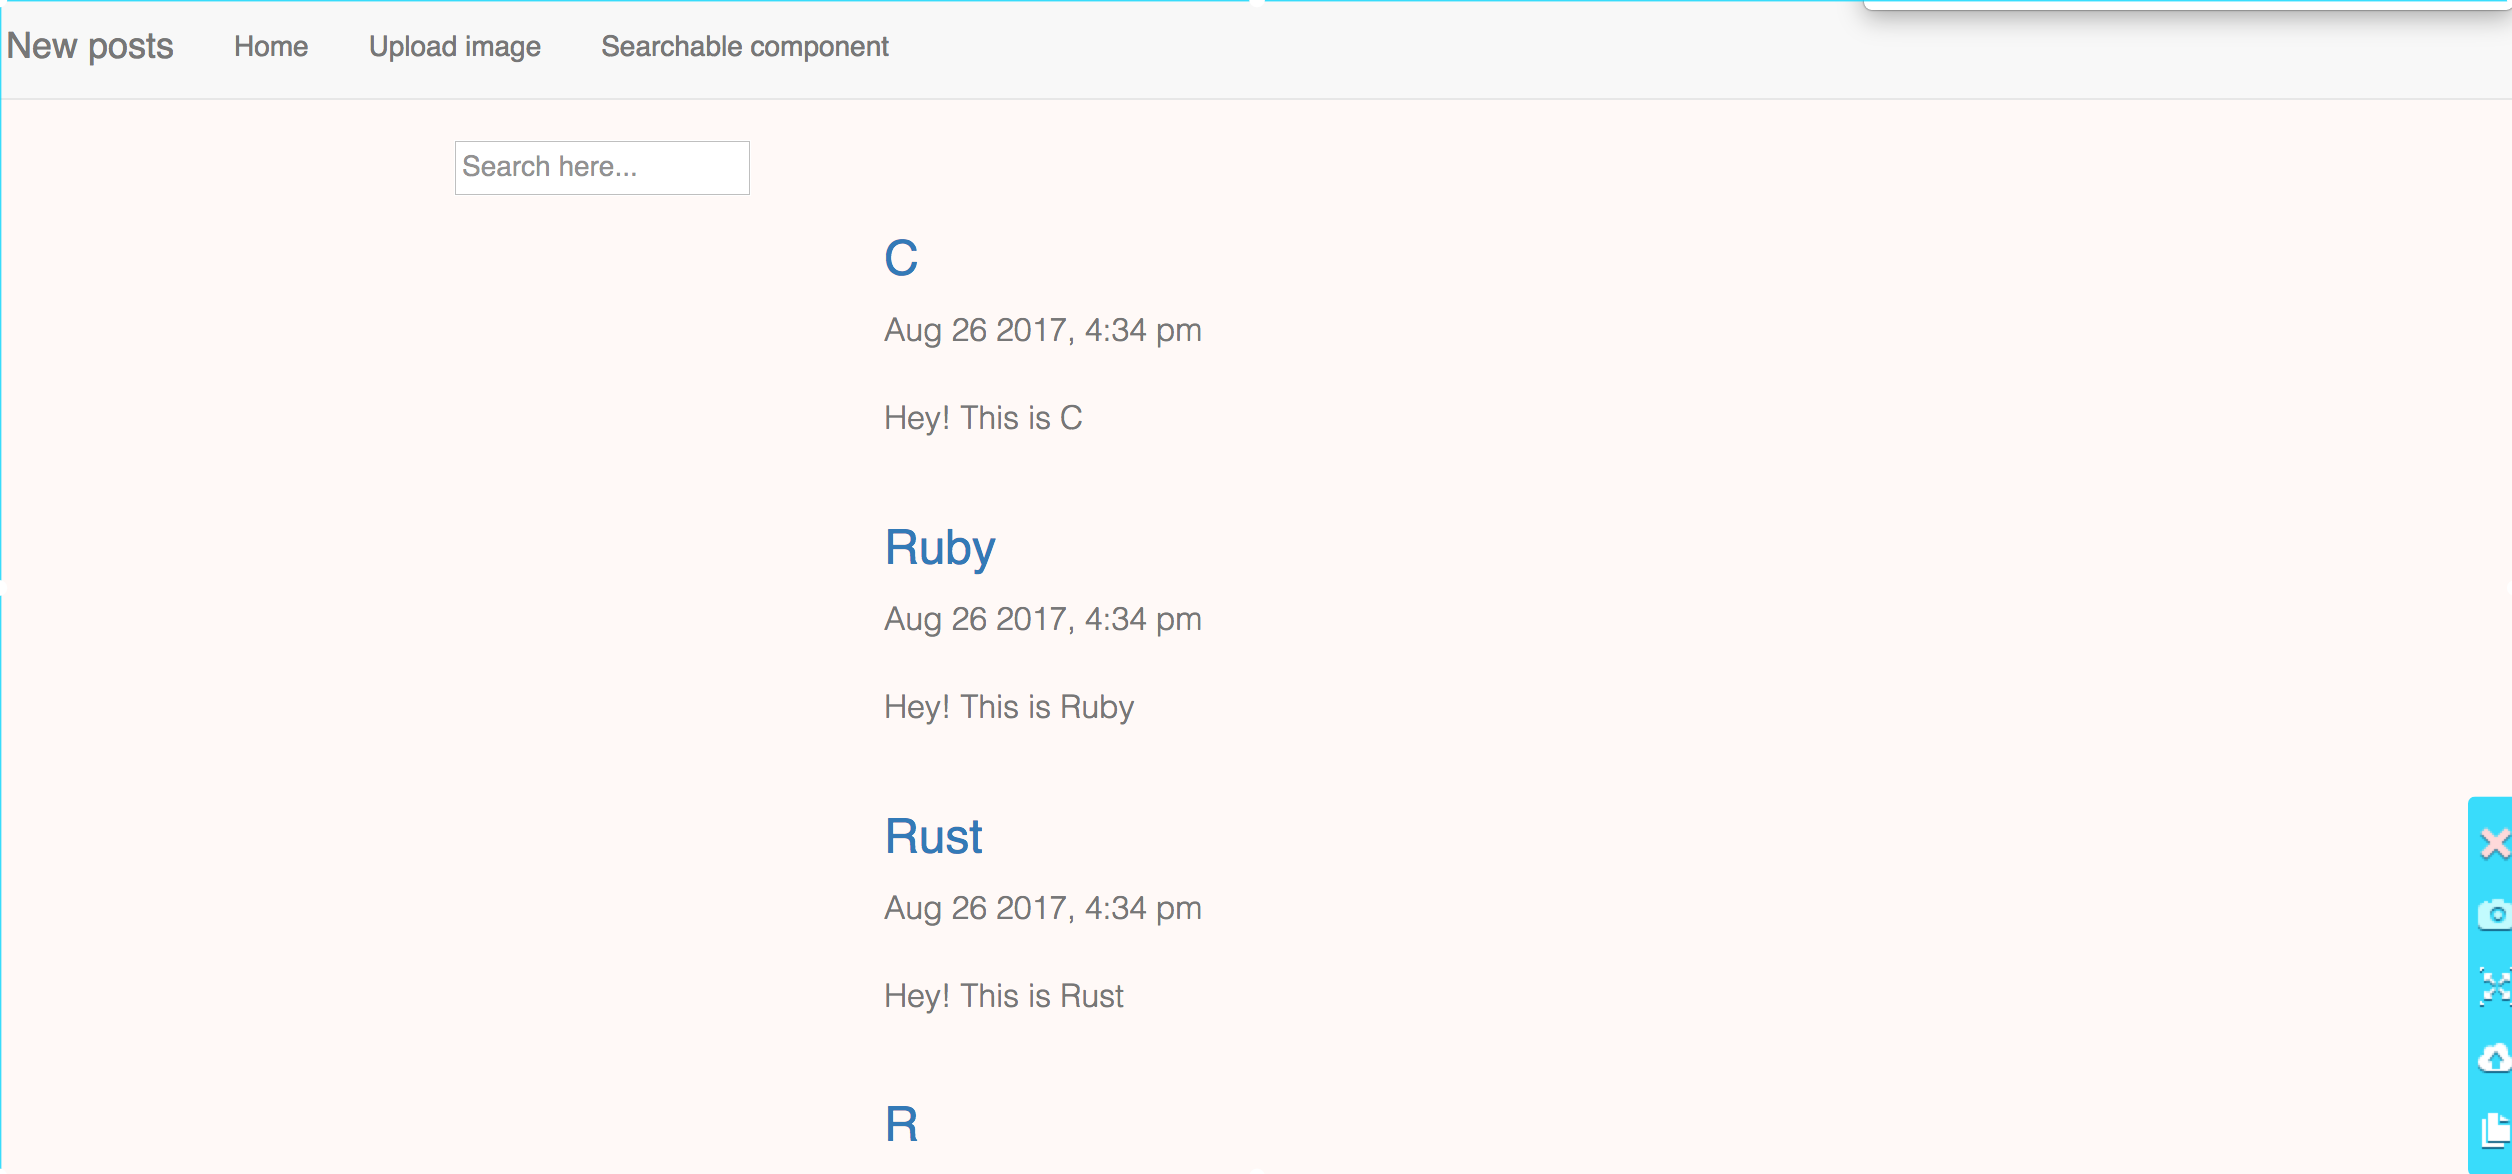 New posts Home Upload image Searchable component
Search here...
C
Aug 26 2017, 4:34 pm
Hey! This is C
Ruby
Aug 26 2017, 4:34 pm
Hey! This is Ruby
Rust
Aug 26 2017, 4:34 pm
Hey! This is Rust
R